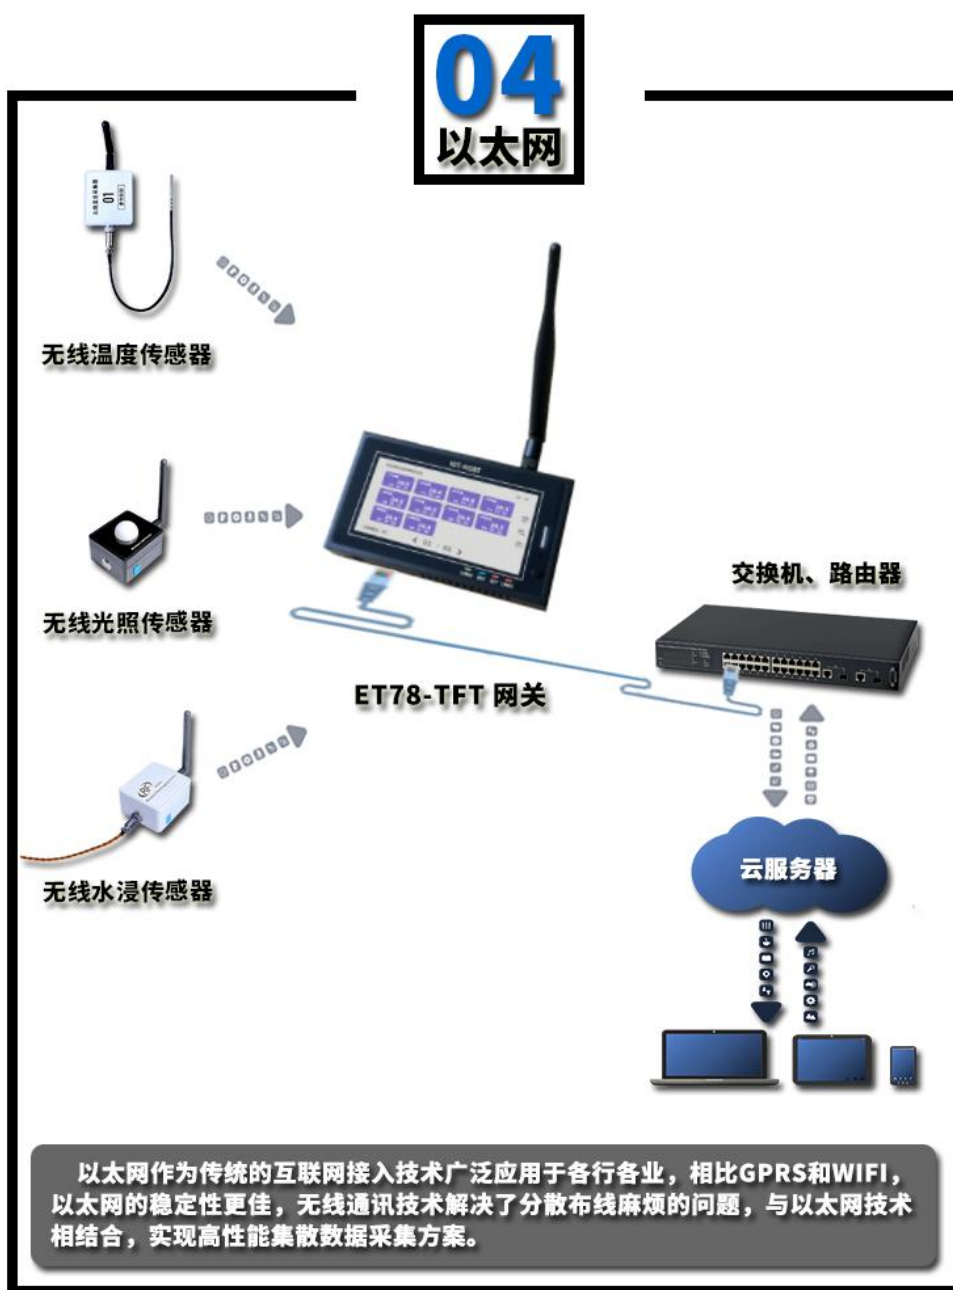 04
以太网
01
无线温度传感器
IOT-HOST
无线光照传感器
交换机、路由器
ET78-TFT 网关
无线水浸传感器
云服务器
以太网作为传统的互联网接入技术广泛应用于各行各业，相比GPRS和WIFI，
以太网的稳定性更佳，无线通讯技术解决了分散布线麻烦的问题，与以太网技术
相结合，实现高性能集散数据采集方案。